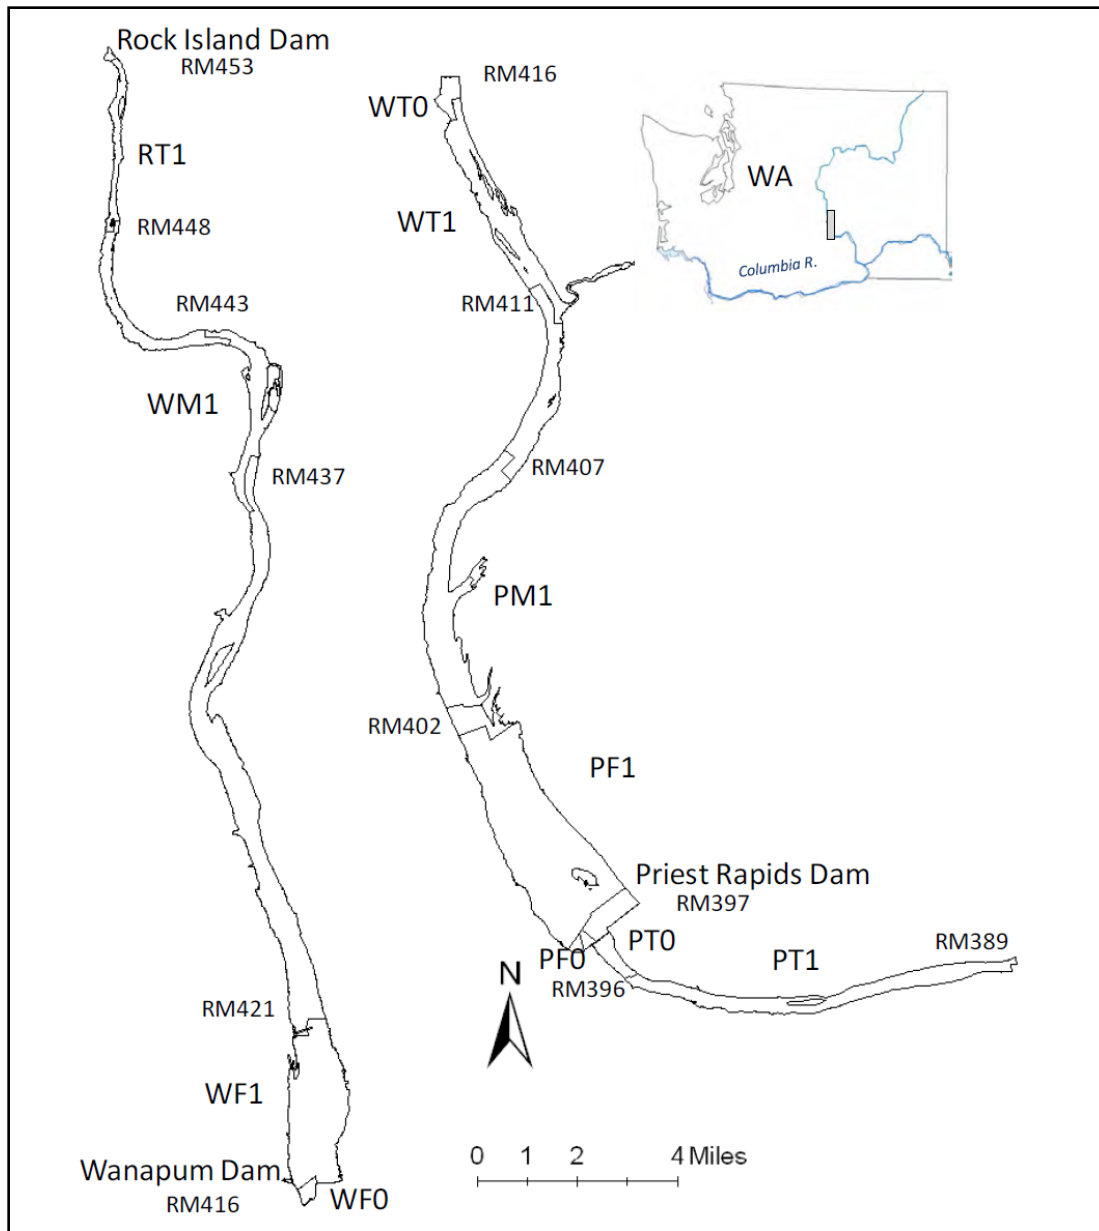 Rock Island Dam
RM453
RT1
RM448
RM443
WM1
RM437
RM421
WF1
Wanapum Dam
RM416
WF0
RM416
WT0
WT1
RM411
RM407
PM1
RM402
PF1
Priest Rapids Dam
RM397
PT0
PF0
RM396
PT1
RM389
N
WA
Columbia R.
0 1 2 4 Miles